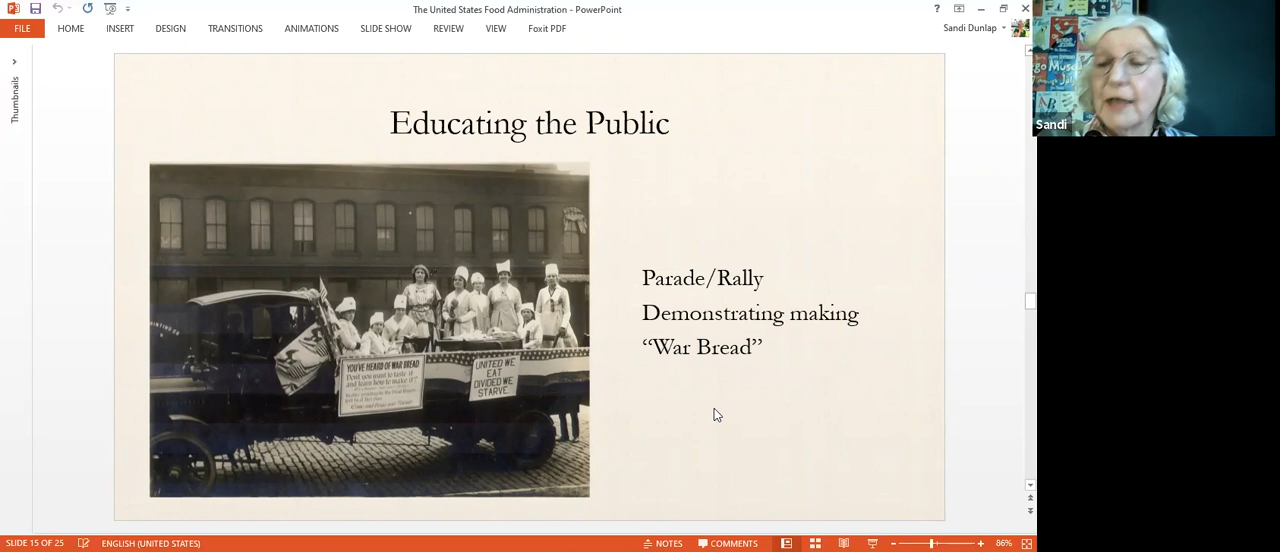 The United States Food Administration - PowerPoint
?
FILE
HOME
INSERT
DESIGN
TRANSITIONS
ANIMATIONS
SLIDE SHOW
REVIEW
VIEW
Foxit PDF
Sandi Dunlap
Thumbnails
Educating the Public
YOU'VE HEARD OF WAR BREAD
Don't you want to taste it
and learn how to make it?
UNITED WE
EAT
DIVIDED WE
STARVE
Parade/Rally
Demonstrating making
“War Bread”
Sandi
SLIDE 15 OF 25
ENGLISH (UNITED STATES)
NOTES
COMMENTS
86%